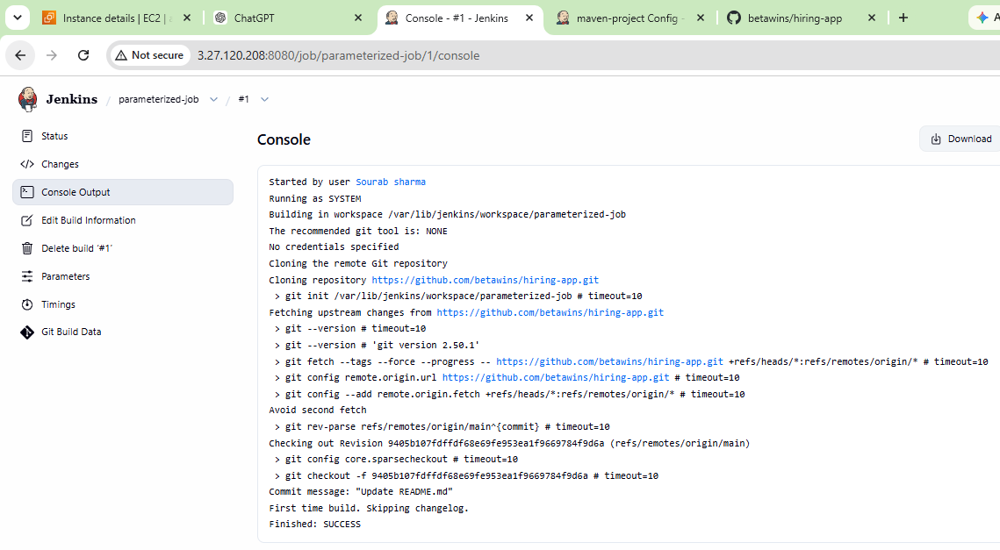 Instance details | EC2 |
ChatGPT
Console - #1 - Jenkins
maven-project Config -
betawins/hiring-app
Not secure
3.27.120.208:8080/job/parameterized-job/1/console
Jenkins / parameterized-job / #1
Status
Changes
Console Output
Edit Build Information
Delete build '#1'
Parameters
Timings
Git Build Data
Console
Download
Started by user Sourab sharma
Running as SYSTEM
Building in workspace /var/lib/jenkins/workspace/parameterized-job
The recommended git tool is: NONE
No credentials specified
Cloning the remote Git repository
Cloning repository https://github.com/betawins/hiring-app.git
> git init /var/lib/jenkins/workspace/parameterized-job # timeout=10
Fetching upstream changes from https://github.com/betawins/hiring-app.git
> git --version # timeout=10
> git --version # 'git version 2.50.1'
> git fetch --tags --force --progress -- https://github.com/betawins/hiring-app.git +refs/heads/*:refs/remotes/origin/* # timeout=10
> git config remote.origin.url https://github.com/betawins/hiring-app.git # timeout=10
> git config --add remote.origin.fetch +refs/heads/*:refs/remotes/origin/* # timeout=10
Avoid second fetch
> git rev-parse refs/remotes/origin/main^{commit} # timeout=10
Checking out Revision 9405b107fdffdf68e69fe953ea1f9669784f9d6a (refs/remotes/origin/main)
> git config core.sparsecheckout # timeout=10
> git checkout -f 9405b107fdffdf68e69fe953ea1f9669784f9d6a # timeout=10
Commit message: "Update README.md"
First time build. Skipping changelog.
Finished: SUCCESS